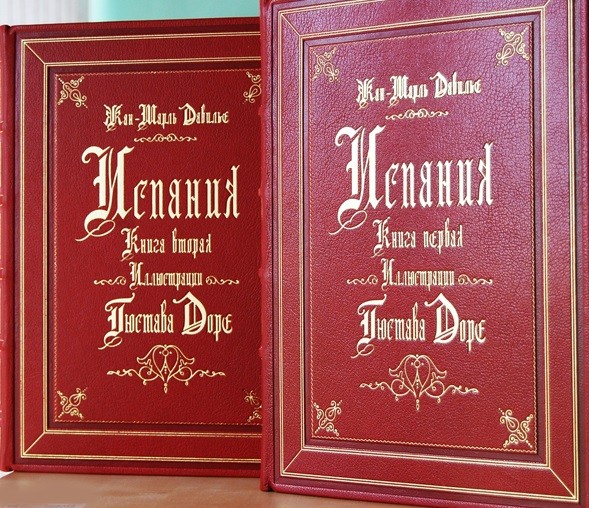 Жан-Шарль Давилье
Испания
Книга вторая
Иллюстрации
Гюстава Доре
Жан-Шарль Давилье
Испания
Книга первая
Иллюстрации
Гюстава Доре